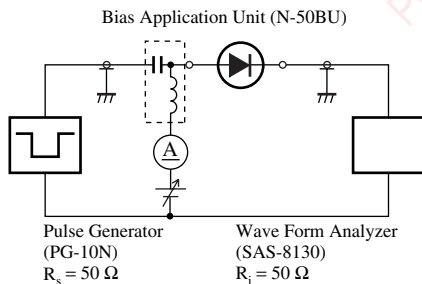 Bias Application Unit (N-50BU)
A
Pulse Generator
(PG-10N)
Rs = 50 Ω
Wave Form Analyzer
(SAS-8130)
Ri = 50 Ω